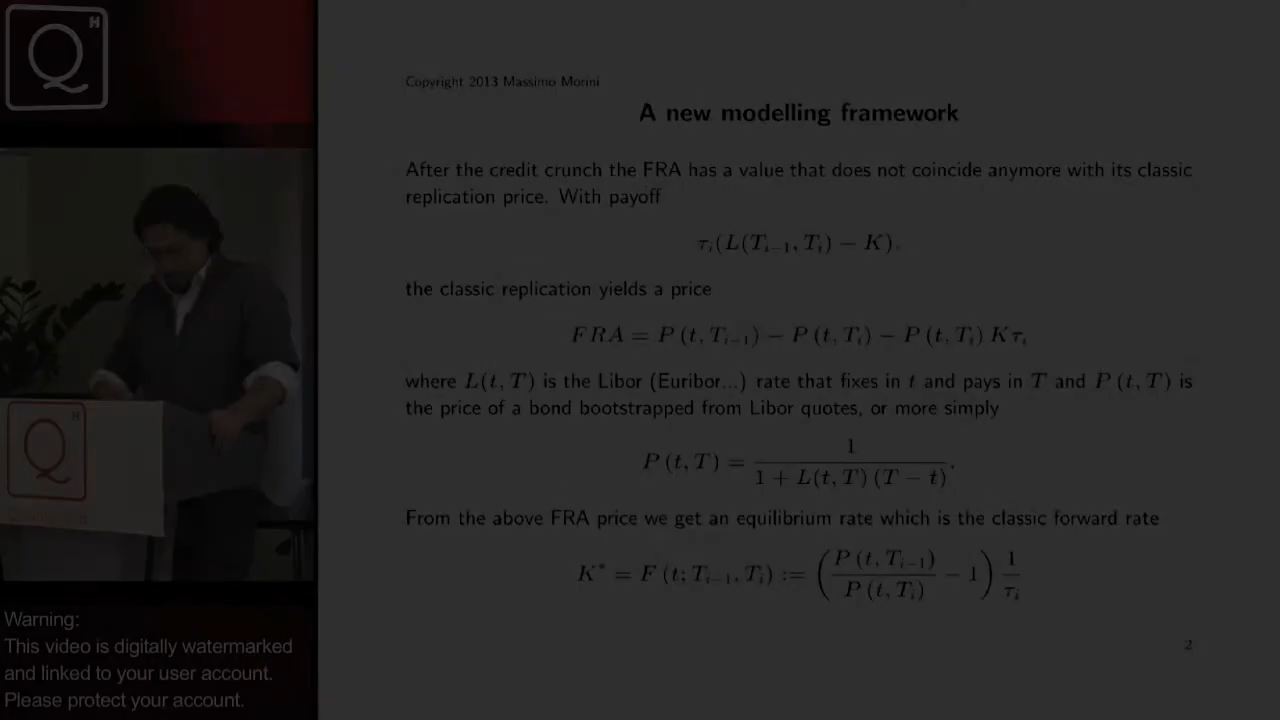 Q H
Copyright 2013 Massimo Morini
A new modelling framework
After the credit crunch the FRA has a value that does not coincide anymore with its classic
replication price. With payoff
τᵢ(L(Tᵢ₋₁, Tᵢ) − K).
the classic replication yields a price
FRA = P (t, Tᵢ₋₁) − P (t, Tᵢ) − P (t, Tᵢ) Kτᵢ
where L(t, T) is the Libor (Euribor...) rate that fixes in t and pays in T and P (t, T) is
the price of a bond bootstrapped from Libor quotes, or more simply
P (t, T) = 1 / (1 + L(t, T) (T − t)).
From the above FRA price we get an equilibrium rate which is the classic forward rate
K* = F (t; Tᵢ₋₁, Tᵢ) := (P (t, Tᵢ₋₁) / P (t, Tᵢ) − 1) 1/τᵢ
2
Q H
Warning:
This video is digitally watermarked
and linked to your user account.
Please protect your account.